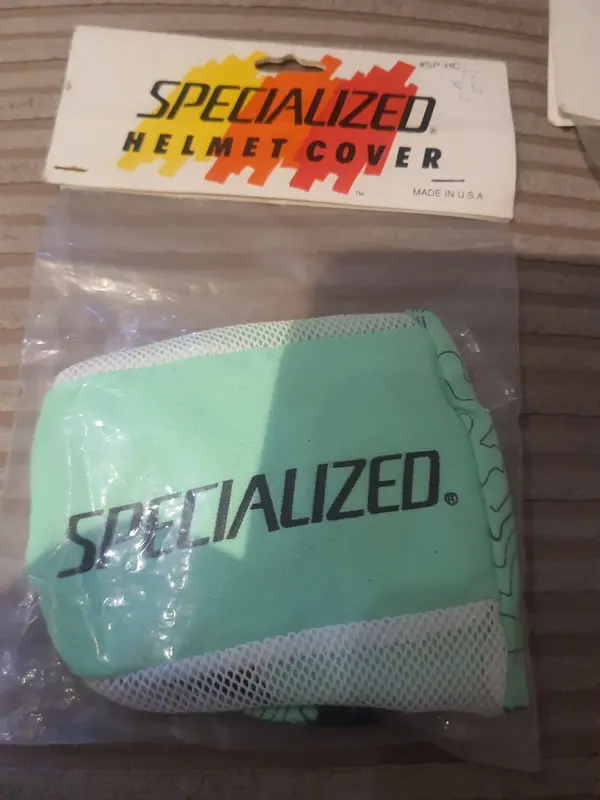 #SP-HC
SPECIALIZED®
HELMET COVER
™
MADE IN U.S.A
SPECIALIZED®